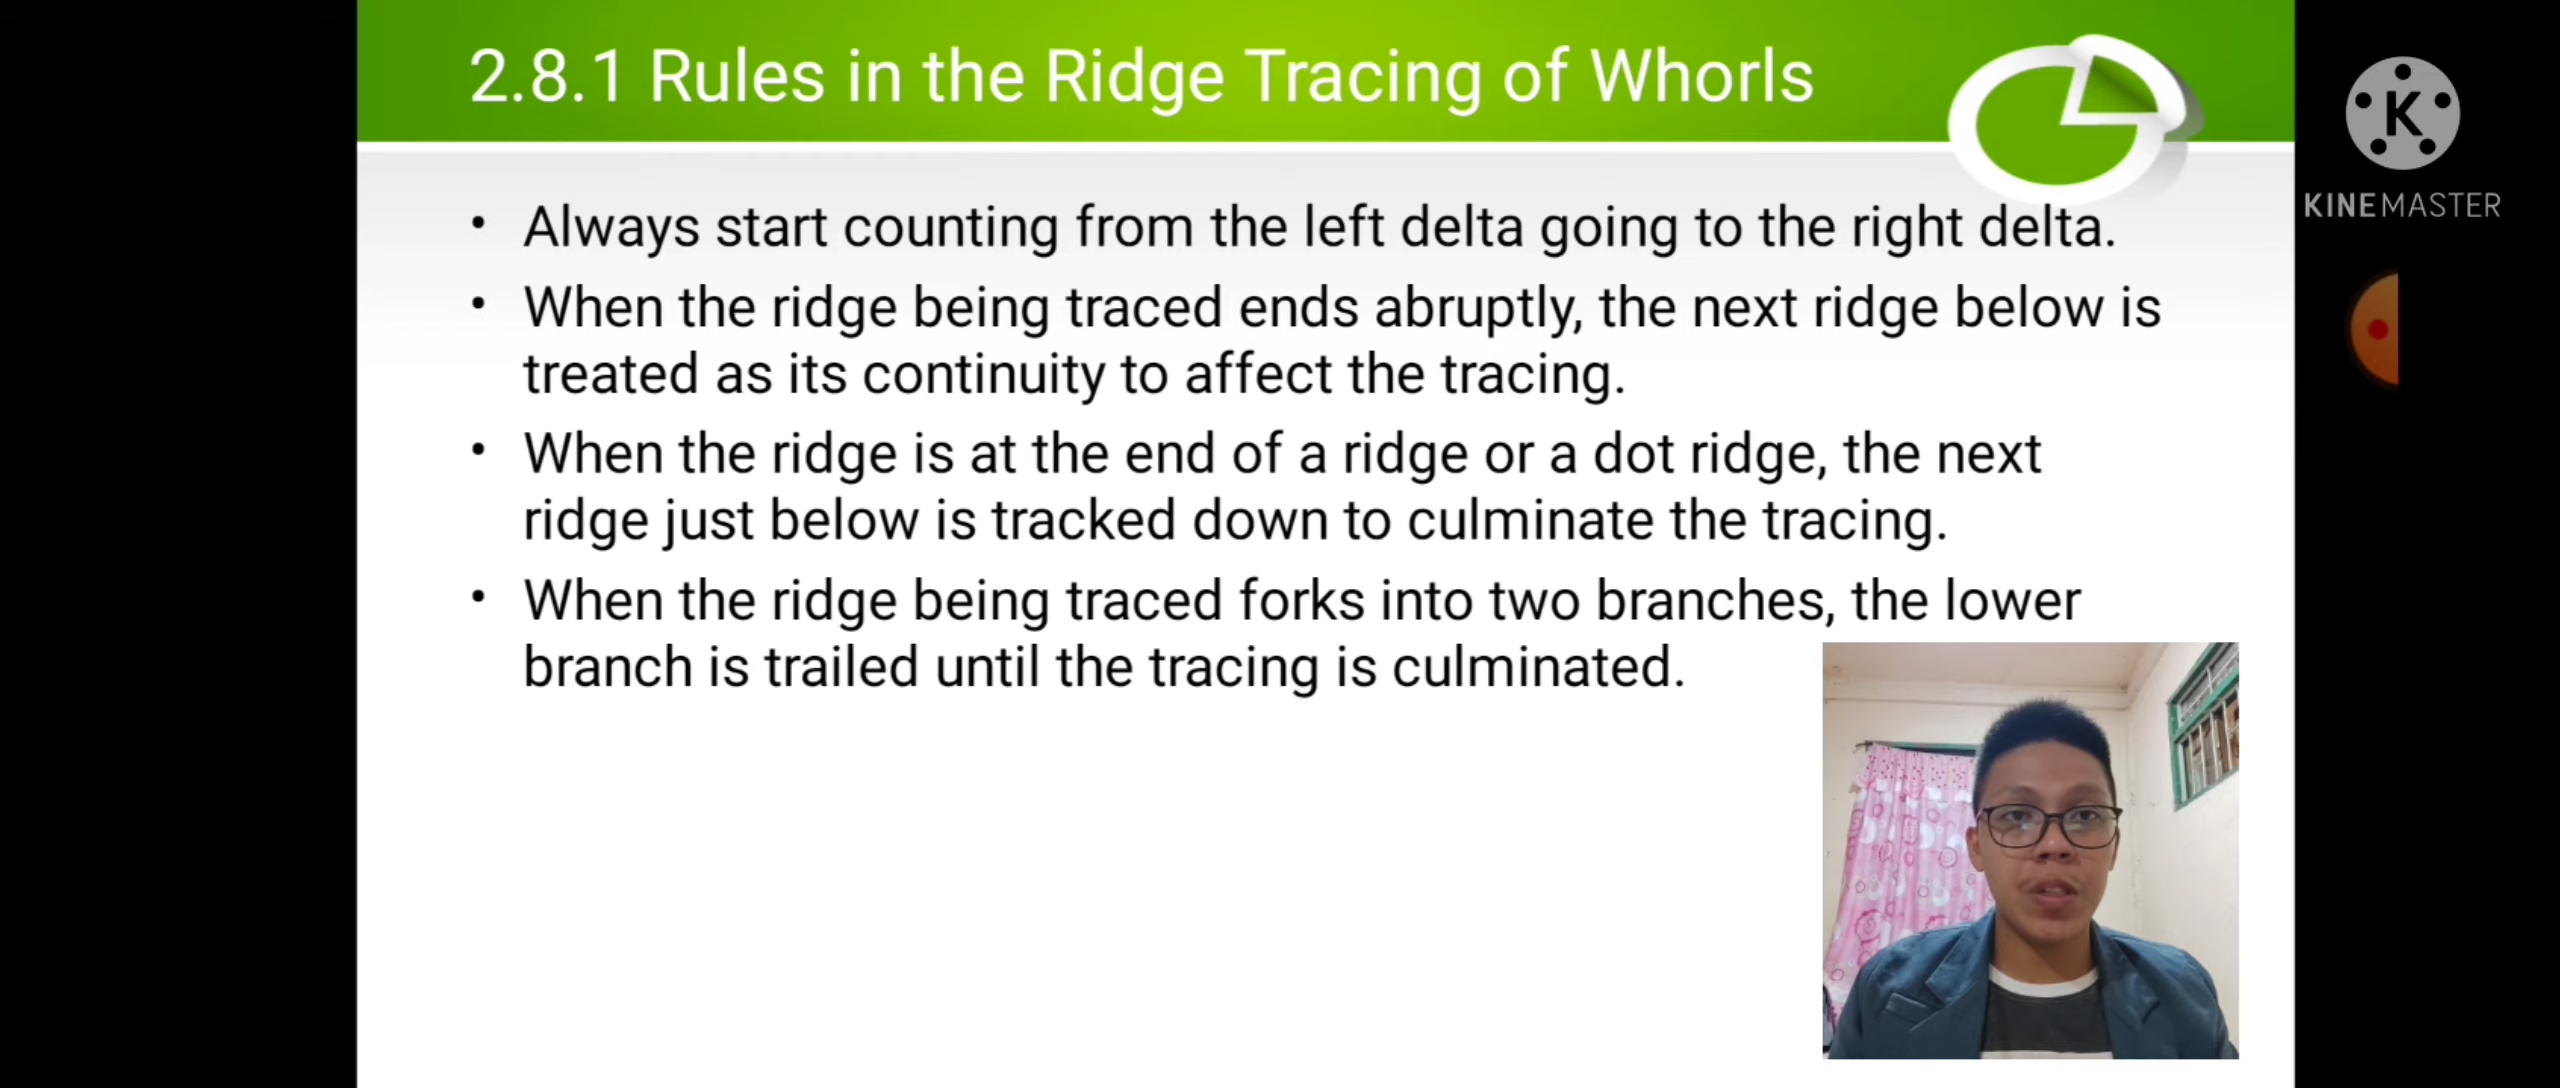 2.8.1 Rules in the Ridge Tracing of Whorls
K
KINEMASTER
• Always start counting from the left delta going to the right delta.
• When the ridge being traced ends abruptly, the next ridge below is
treated as its continuity to affect the tracing.
• When the ridge is at the end of a ridge or a dot ridge, the next
ridge just below is tracked down to culminate the tracing.
• When the ridge being traced forks into two branches, the lower
branch is trailed until the tracing is culminated.